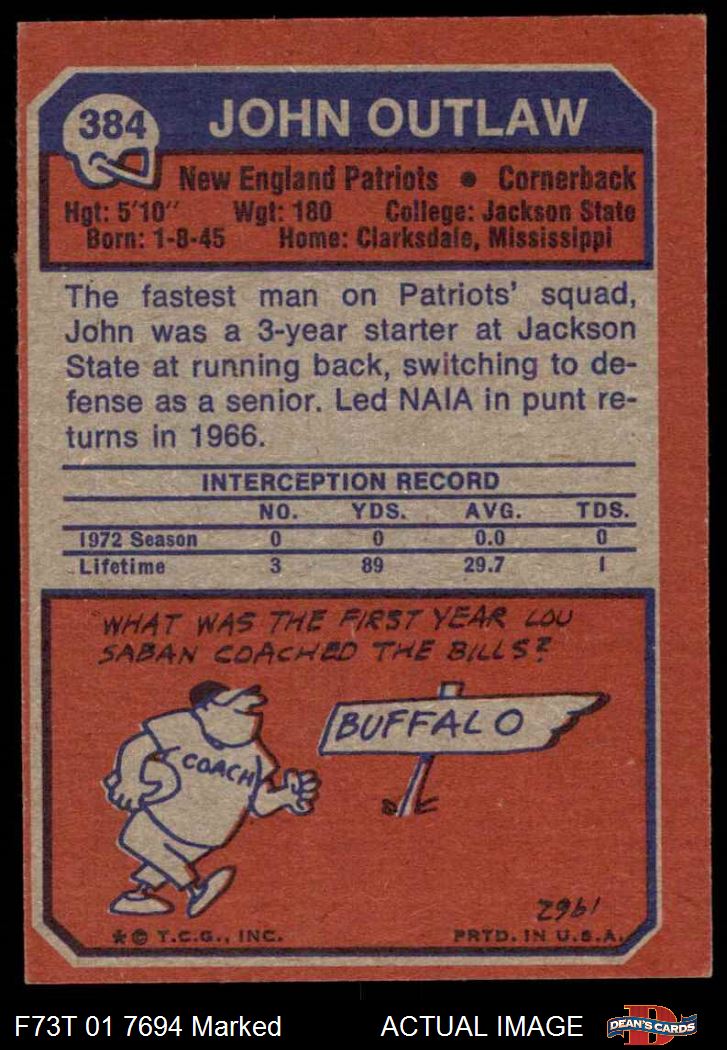 384
JOHN OUTLAW
New England Patriots • Cornerback
Hgt: 5'10" Wgt: 180 College: Jackson State
Born: 1-8-45 Home: Clarksdale, Mississippi
The fastest man on Patriots' squad,
John was a 3-year starter at Jackson
State at running back, switching to de-
fense as a senior. Led NAIA in punt re-
turns in 1966.
INTERCEPTION RECORD
NO. YDS. AVG. TDS.
1972 Season 0 0 0.0 0
Lifetime 3 89 29.7 1
WHAT WAS THE FIRST YEAR LOU
SABAN COACHED THE BILLS?
BUFFALO
COACH
1962
* © T.C.G., INC. PRTD. IN U.S.A.
F73T 01 7694 Marked ACTUAL IMAGE
D
DEAN'S CARDS